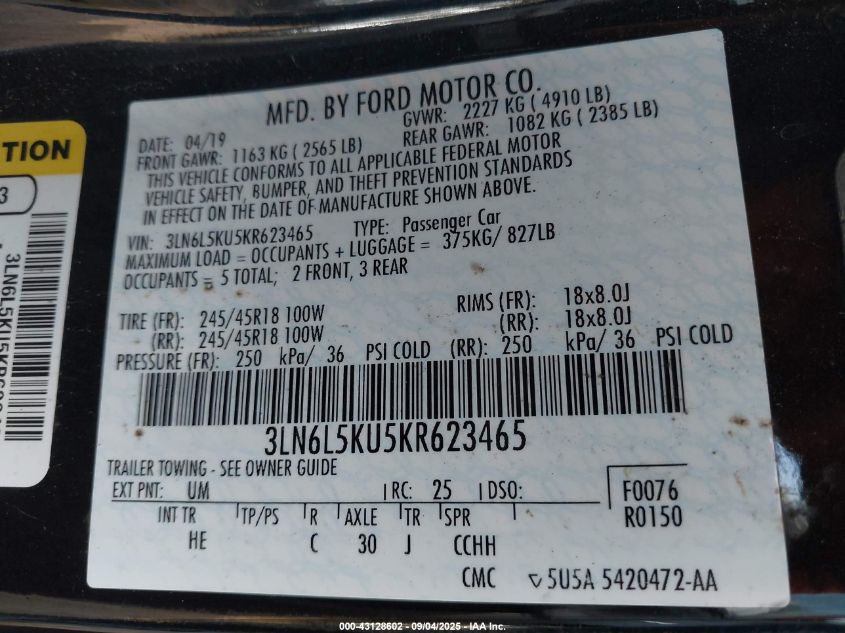 MFD. BY FORD MOTOR CO.
DATE: 04/19 GVWR: 2227 KG ( 4910 LB)
FRONT GAWR: 1163 KG ( 2565 LB) REAR GAWR: 1082 KG ( 2385 LB)
THIS VEHICLE CONFORMS TO ALL APPLICABLE FEDERAL MOTOR
VEHICLE SAFETY, BUMPER, AND THEFT PREVENTION STANDARDS
IN EFFECT ON THE DATE OF MANUFACTURE SHOWN ABOVE.
VIN: 3LN6L5KU5KR623465 TYPE: Passenger Car
MAXIMUM LOAD = OCCUPANTS + LUGGAGE = 375KG/ 827LB
OCCUPANTS = 5 TOTAL; 2 FRONT, 3 REAR
TIRE (FR): 245/45R18 100W RIMS (FR): 18x8.0J
(RR): 245/45R18 100W (RR): 18x8.0J
PRESSURE (FR): 250 kPa/ 36 PSI COLD (RR): 250 kPa/ 36 PSI COLD
3LN6L5KU5KR623465
TRAILER TOWING - SEE OWNER GUIDE
EXT PNT: UM RC: 25 DSO: F0076
INT TR TP/PS R AXLE TR SPR R0150
HE C 30 J CCHH
CMC 5U5A 5420472-AA
TION
3
000-43128602 - 09/04/2025 - IAA Inc.